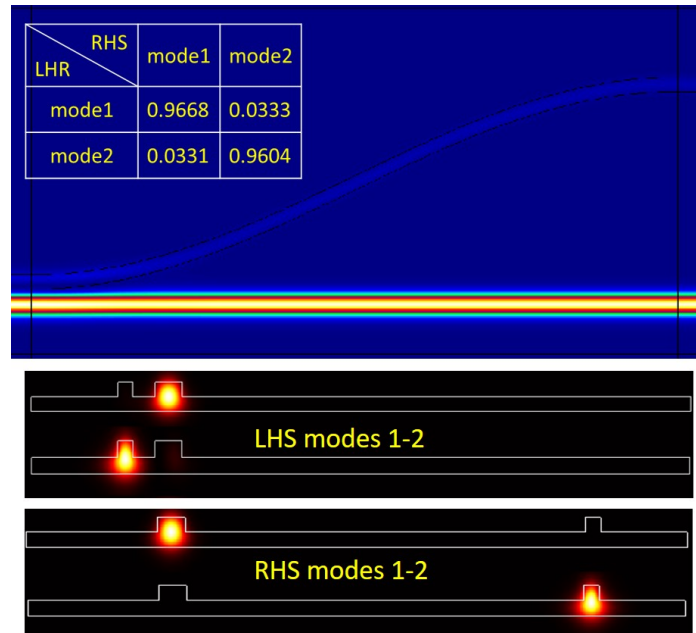 RHS
LHR
mode1 mode2
mode1 0.9668 0.0333
mode2 0.0331 0.9604
LHS modes 1-2
RHS modes 1-2